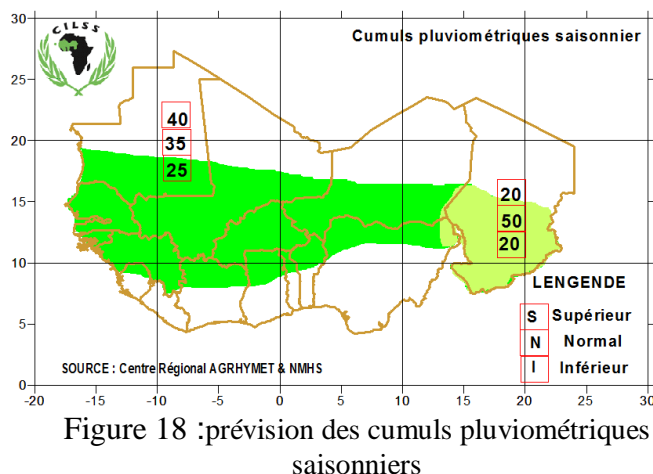 CILSS
Cumuls pluviométriques saisonnier
30
25
20
15
10
5
0
40
35
25
20
50
20
LENGENDE
S Supérieur
N Normal
I Inférieur
SOURCE : Centre Régional AGRHYMET & NMHS
-20 -15 -10 -5 0 5 10 15 20 25 30
Figure 18 :prévision des cumuls pluviométriques
saisonniers